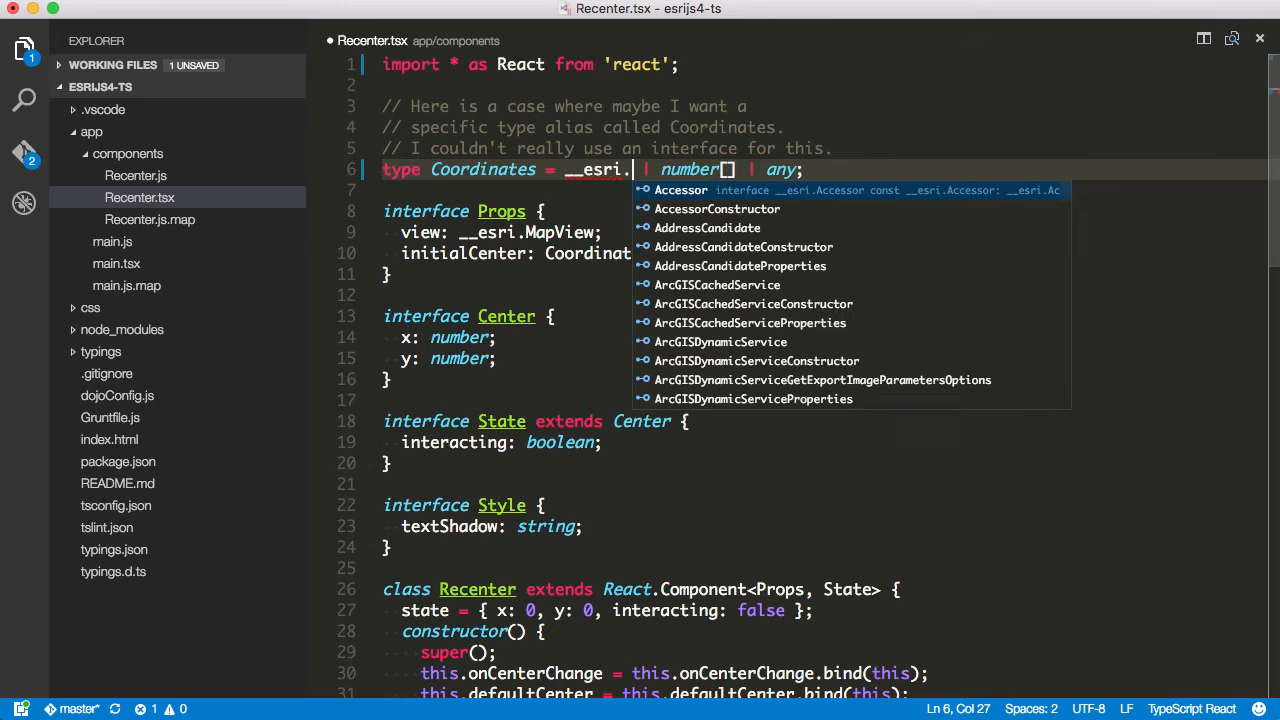 Recenter.tsx - esrijs4-ts
EXPLORER
WORKING FILES 1 UNSAVED
ESRIJS4-TS
.vscode
app
components
Recenter.js
Recenter.tsx
Recenter.js.map
main.js
main.tsx
main.js.map
css
node_modules
typings
.gitignore
dojoConfig.js
Gruntfile.js
index.html
package.json
README.md
tsconfig.json
tslint.json
typings.json
typings.d.ts
1
2
Recenter.tsx app/components
1 import * as React from 'react';
2
3 // Here is a case where maybe I want a
4 // specific type alias called Coordinates.
5 // I couldn't really use an interface for this.
6 type Coordinates = __esri. | number[] | any;
7
8 interface Props {
9 view: __esri.MapView;
10 initialCenter: Coordinat
11 }
12
13 interface Center {
14 x: number;
15 y: number;
16 }
17
18 interface State extends Center {
19 interacting: boolean;
20 }
21
22 interface Style {
23 textShadow: string;
24 }
25
26 class Recenter extends React.Component<Props, State> {
27 state = { x: 0, y: 0, interacting: false };
28 constructor() {
29 super();
30 this.onCenterChange = this.onCenterChange.bind(this);
31 this.defaultCenter = this.defaultCenter.bind(this);
Accessor interface __esri.Accessor const __esri.Accessor: __esri.Ac
AccessorConstructor
AddressCandidate
AddressCandidateConstructor
AddressCandidateProperties
ArcGISCachedService
ArcGISCachedServiceConstructor
ArcGISCachedServiceProperties
ArcGISDynamicService
ArcGISDynamicServiceConstructor
ArcGISDynamicServiceGetExportImageParametersOptions
ArcGISDynamicServiceProperties
master* 1 0 Ln 6, Col 27 Spaces: 2 UTF-8 LF TypeScript React